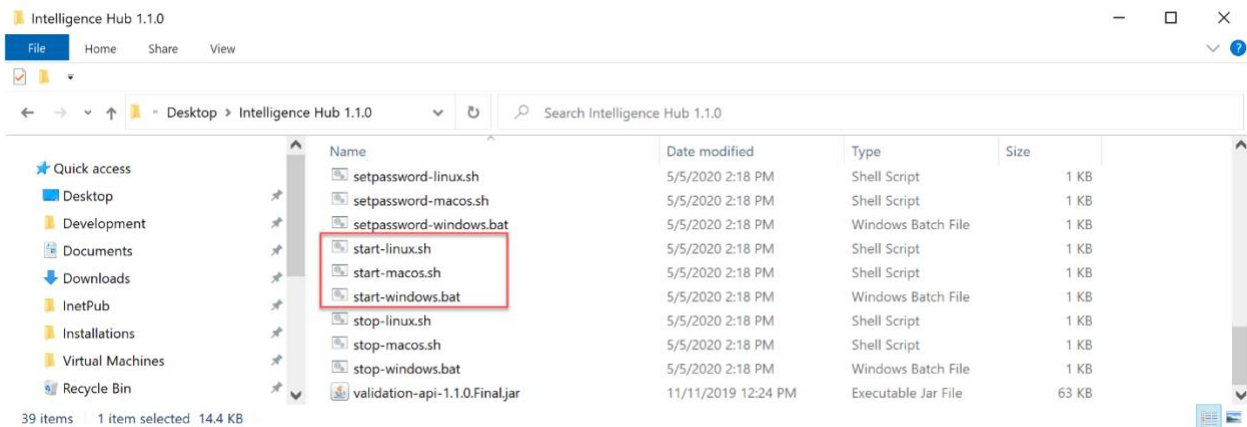 Intelligence Hub 1.1.0
File Home Share View
Desktop > Intelligence Hub 1.1.0 Search Intelligence Hub 1.1.0
Quick access
Desktop
Development
Documents
Downloads
InetPub
Installations
Virtual Machines
Recycle Bin
Name Date modified Type Size
setpassword-linux.sh 5/5/2020 2:18 PM Shell Script 1 KB
setpassword-macos.sh 5/5/2020 2:18 PM Shell Script 1 KB
setpassword-windows.bat 5/5/2020 2:18 PM Windows Batch File 1 KB
start-linux.sh 5/5/2020 2:18 PM Shell Script 1 KB
start-macos.sh 5/5/2020 2:18 PM Shell Script 1 KB
start-windows.bat 5/5/2020 2:18 PM Windows Batch File 1 KB
stop-linux.sh 5/5/2020 2:18 PM Shell Script 1 KB
stop-macos.sh 5/5/2020 2:18 PM Shell Script 1 KB
stop-windows.bat 5/5/2020 2:18 PM Windows Batch File 1 KB
validation-api-1.1.0.Final.jar 11/11/2019 12:24 PM Executable Jar File 63 KB
39 items 1 item selected 14.4 KB